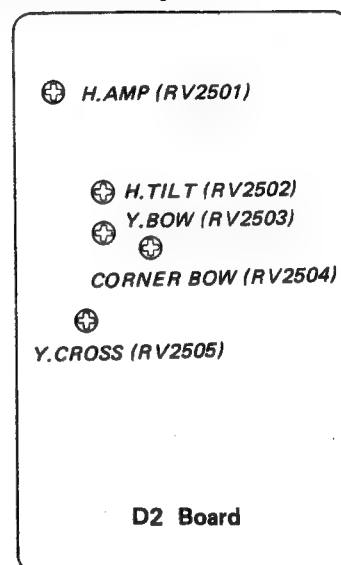 H.AMP (RV2501)
H.TILT (RV2502)
Y.BOW (RV2503)
CORNER BOW (RV2504)
Y.CROSS (RV2505)
D2 Board